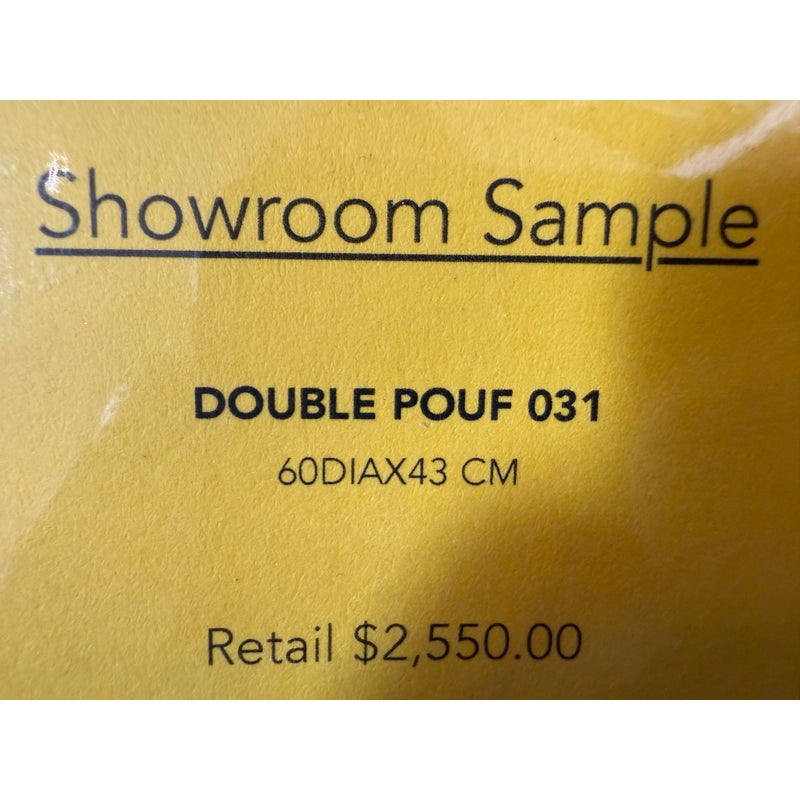 Showroom Sample
DOUBLE POUF 031
60DIAX43 CM
Retail $2,550.00